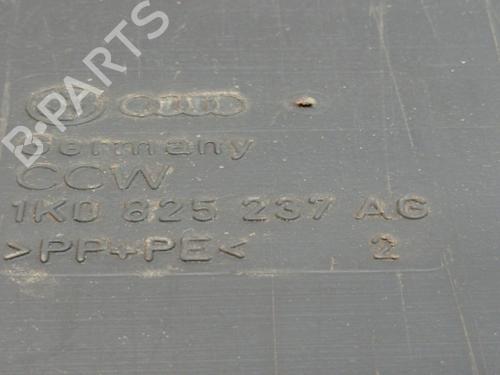 B-PARTS
Germany
CCW
1K0 825 237 AG
>PP+PE< 2